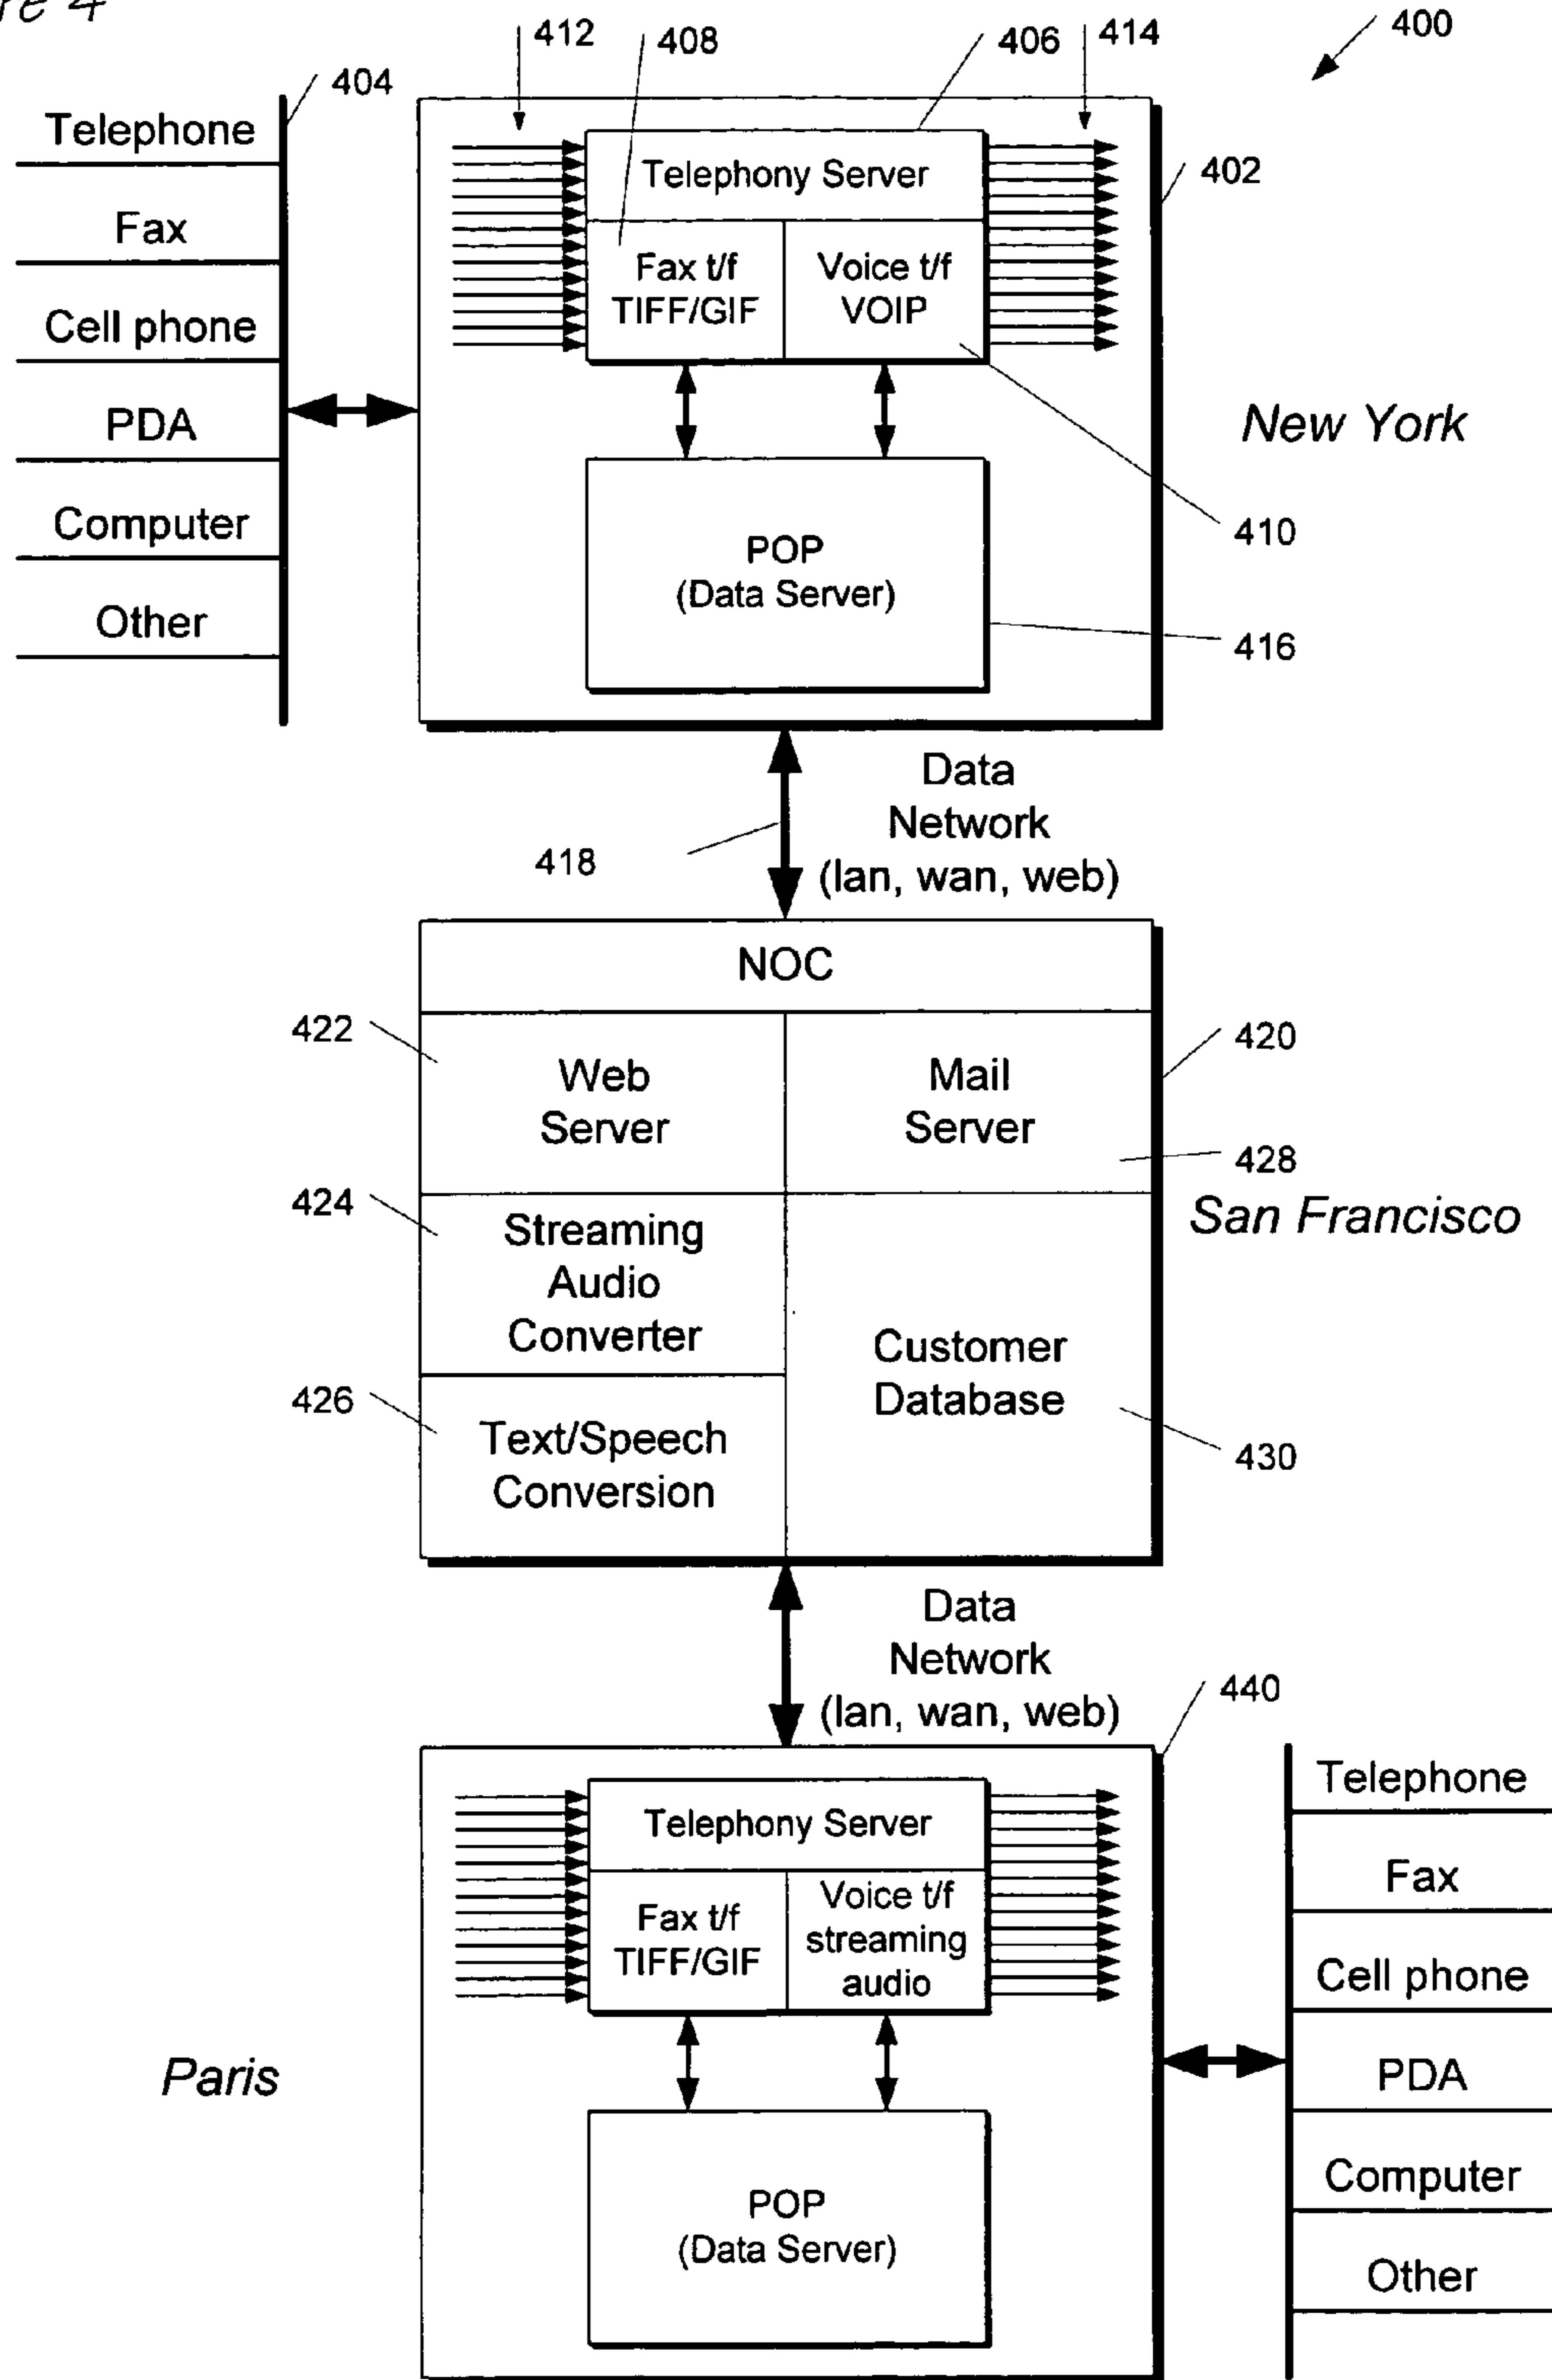 412
408
406
414
400
404
Telephone
Fax
Cell phone
PDA
Computer
Other
Telephony Server
Fax t/f
TIFF/GIF
Voice t/f
VOIP
402
New York
410
POP
(Data Server)
416
418
Data
Network
(lan, wan, web)
NOC
422
Web
Server
Mail
Server
420
428
424
Streaming
Audio
Converter
San Francisco
Customer
Database
426
Text/Speech
Conversion
430
Data
Network
(lan, wan, web)
440
Telephony Server
Fax t/f
TIFF/GIF
Voice t/f
streaming
audio
Paris
POP
(Data Server)
Telephone
Fax
Cell phone
PDA
Computer
Other